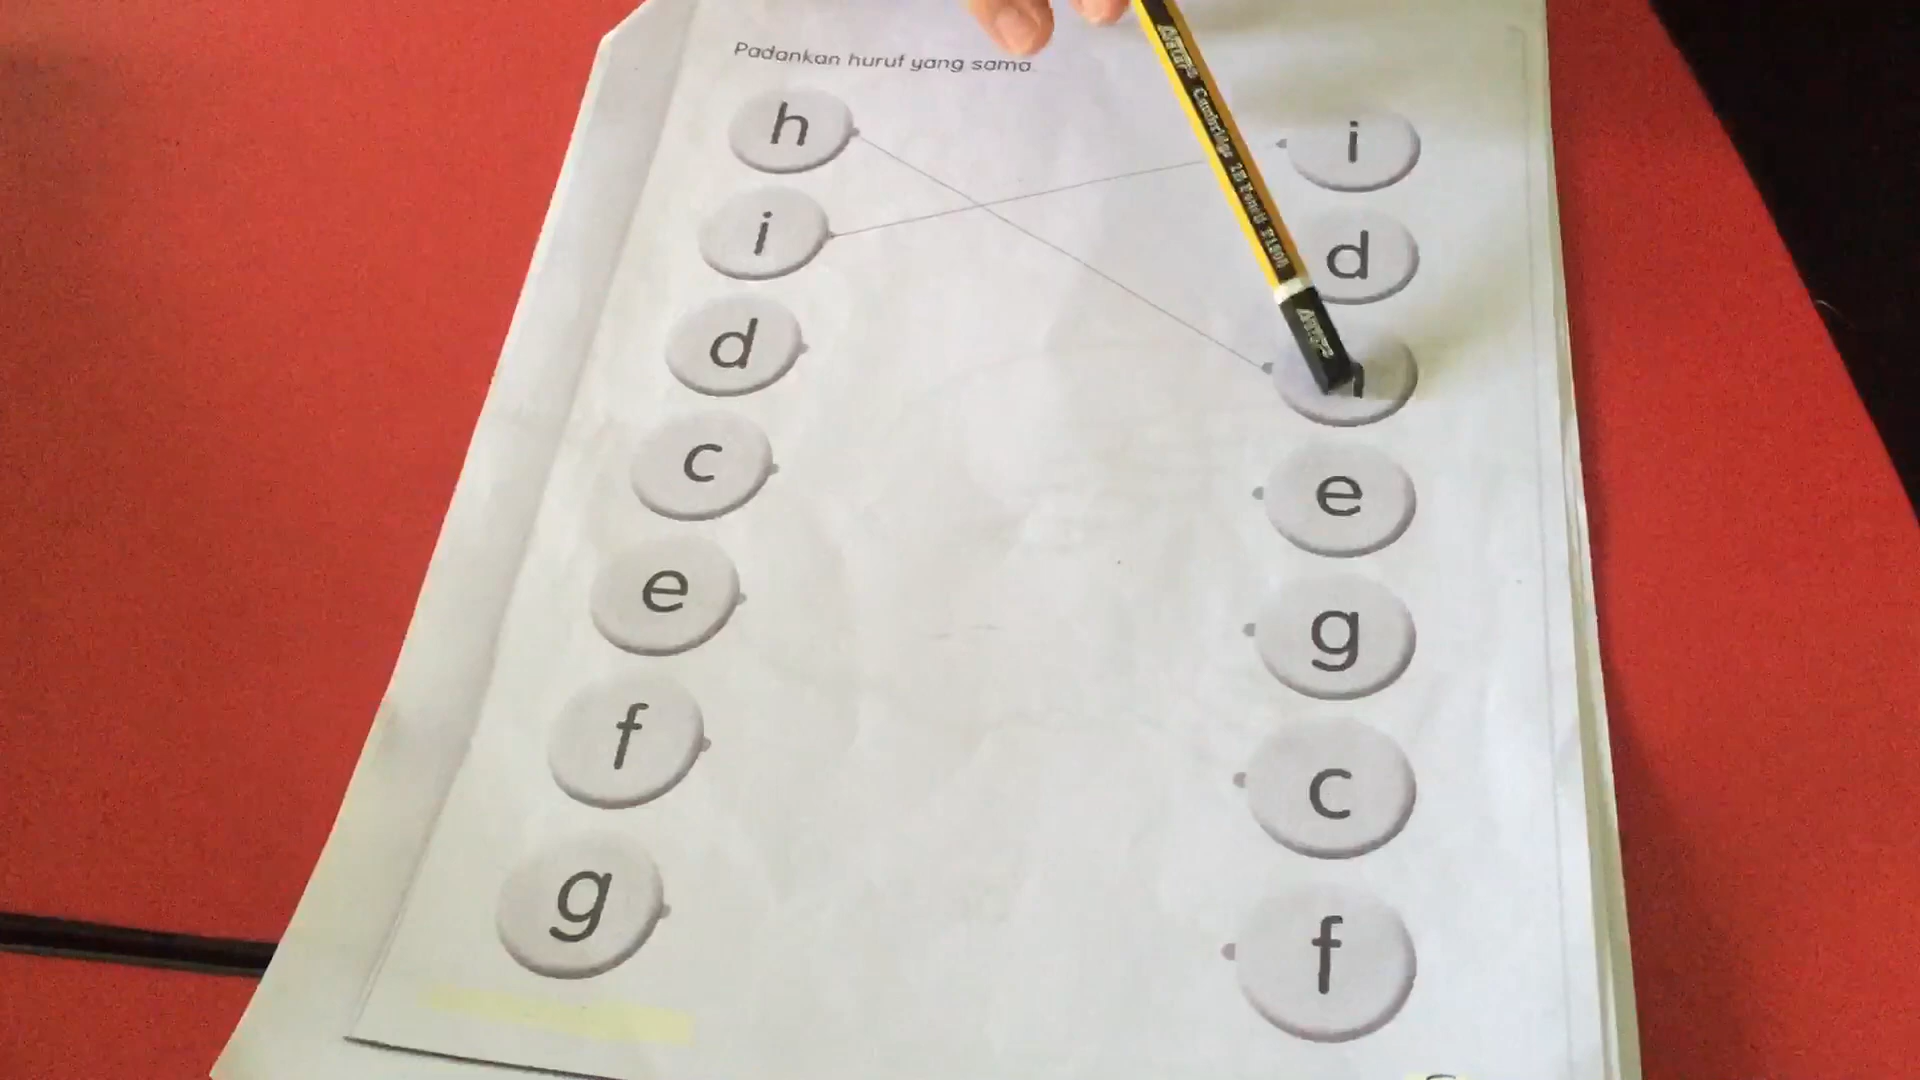 Padankan huruf yang sama.
h i
i d
d
c e
e g
f c
g f